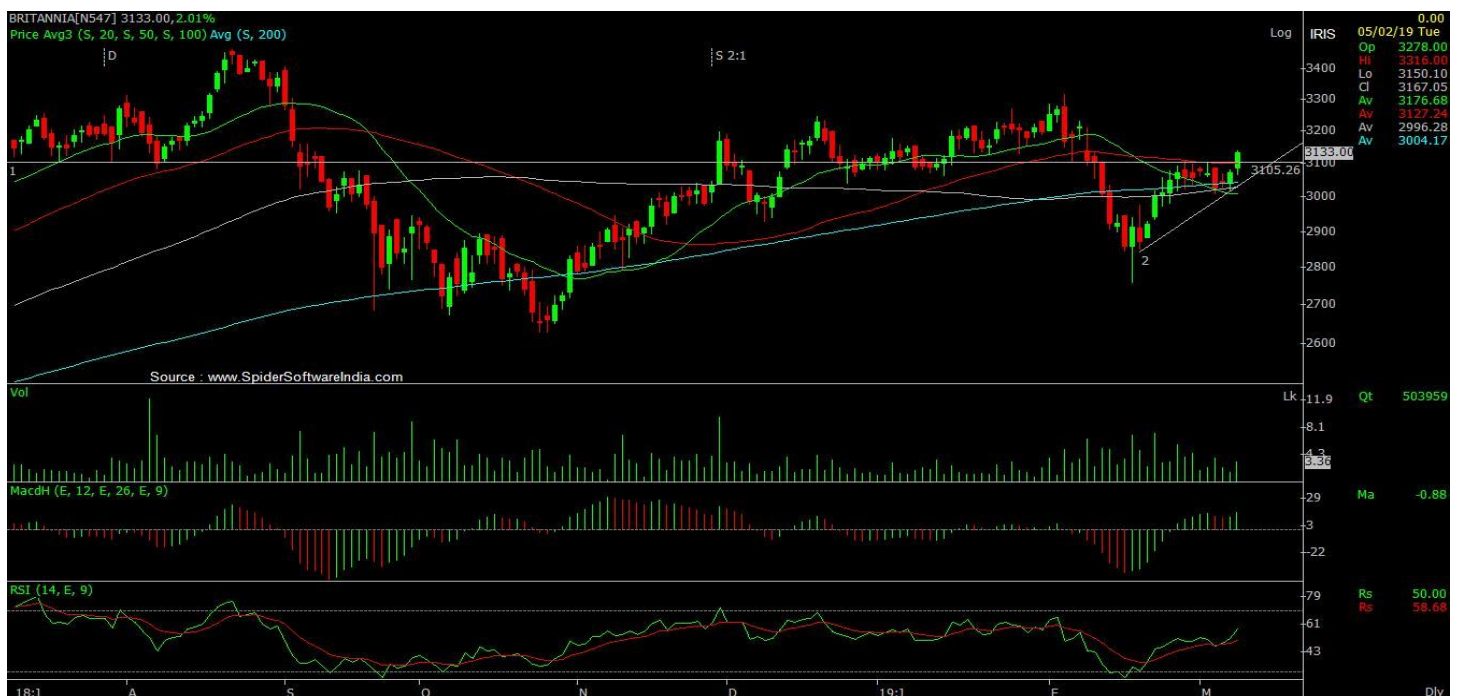 BRITANNIA[N547] 3133.00,2.01%
Price Avg3 (S, 20, S, 50, S, 100) Avg (S, 200)
D
S 2:1
Log
IRIS
0.00
05/02/19 Tue
Op 3278.00
Hi 3316.00
Lo 3150.10
Cl 3167.05
Av 3176.68
Av 3127.24
Av 2996.28
Av 3004.17
3400
3300
3200
3133.00
3100
3105.26
3000
2900
2800
2700
2600
1
2
Source : www.SpiderSoftwareIndia.com
Vol
Lk
11.9
8.1
4.3
3.36
Qt 503959
MacdH (E, 12, E, 26, E, 9)
29
3
-22
Ma -0.88
RSI (14, E, 9)
79
61
43
Rs 50.00
Rs 58.68
18:1 A S O N D 19:1 F M Dly